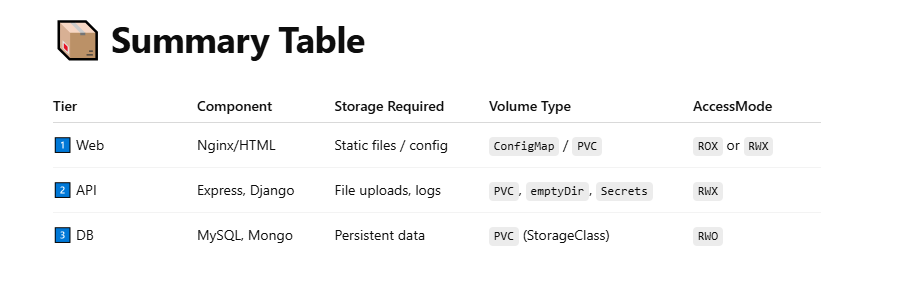 Summary Table
Tier Component Storage Required Volume Type AccessMode
1 Web Nginx/HTML Static files / config ConfigMap / PVC ROX or RWX
2 API Express, Django File uploads, logs PVC, emptyDir, Secrets RWX
3 DB MySQL, Mongo Persistent data PVC (StorageClass) RWO